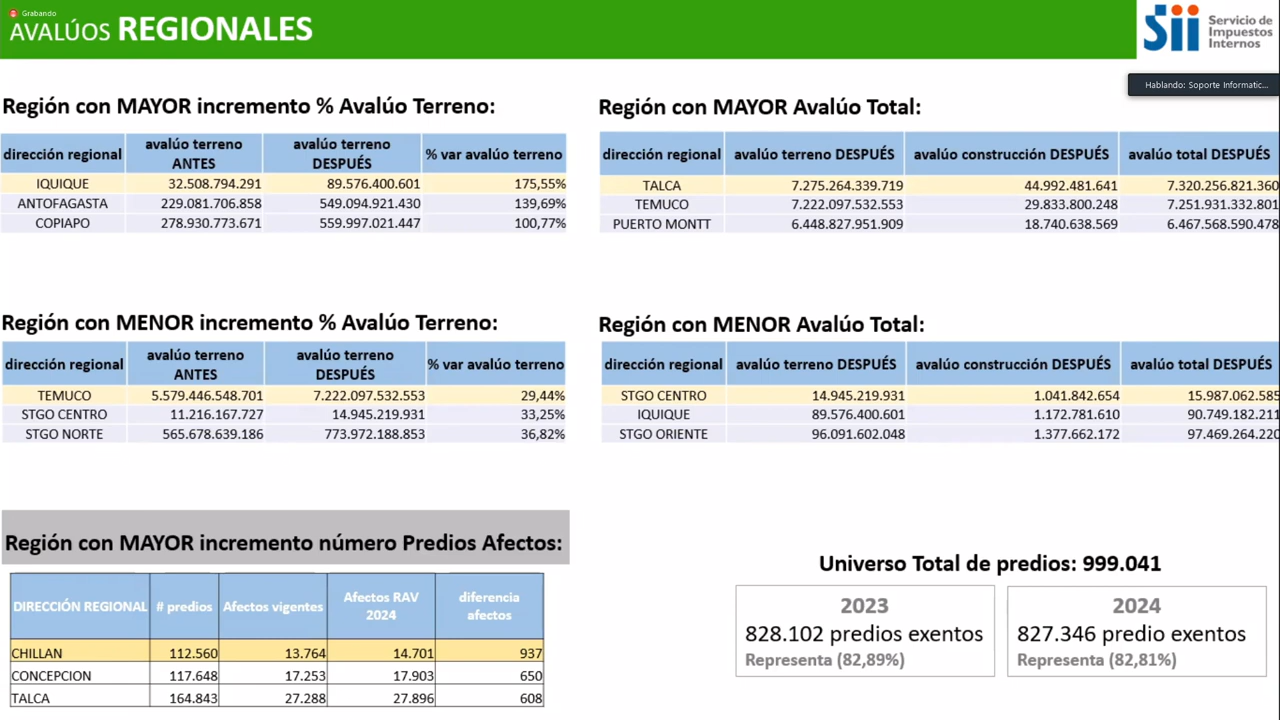 Grabando
AVALÚOS REGIONALES
Sii Servicio de
Impuestos
Internos
Hablando: Soporte Informatic...
Región con MAYOR incremento % Avalúo Terreno:
dirección regional avalúo terreno ANTES avalúo terreno DESPUÉS % var avalúo terreno
IQUIQUE 32.508.794.291 89.576.400.601 175,55%
ANTOFAGASTA 229.081.706.858 549.094.921.430 139,69%
COPIAPO 278.930.773.671 559.997.021.447 100,77%
Región con MAYOR Avalúo Total:
dirección regional avalúo terreno DESPUÉS avalúo construcción DESPUÉS avalúo total DESPUÉS
TALCA 7.275.264.339.719 44.992.481.641 7.320.256.821.360
TEMUCO 7.222.097.532.553 29.833.800.248 7.251.931.332.801
PUERTO MONTT 6.448.827.951.909 18.740.638.569 6.467.568.590.478
Región con MENOR incremento % Avalúo Terreno:
dirección regional avalúo terreno ANTES avalúo terreno DESPUÉS % var avalúo terreno
TEMUCO 5.579.446.548.701 7.222.097.532.553 29,44%
STGO CENTRO 11.216.167.727 14.945.219.931 33,25%
STGO NORTE 565.678.639.186 773.972.188.853 36,82%
Región con MENOR Avalúo Total:
dirección regional avalúo terreno DESPUÉS avalúo construcción DESPUÉS avalúo total DESPUÉS
STGO CENTRO 14.945.219.931 1.041.842.654 15.987.062.585
IQUIQUE 89.576.400.601 1.172.781.610 90.749.182.211
STGO ORIENTE 96.091.602.048 1.377.662.172 97.469.264.220
Región con MAYOR incremento número Predios Afectos:
DIRECCIÓN REGIONAL # predios Afectos vigentes Afectos RAV 2024 diferencia afectos
CHILLAN 112.560 13.764 14.701 937
CONCEPCION 117.648 17.253 17.903 650
TALCA 164.843 27.288 27.896 608
Universo Total de predios: 999.041
2023
828.102 predios exentos
Representa (82,89%)
2024
827.346 predio exentos
Representa (82,81%)